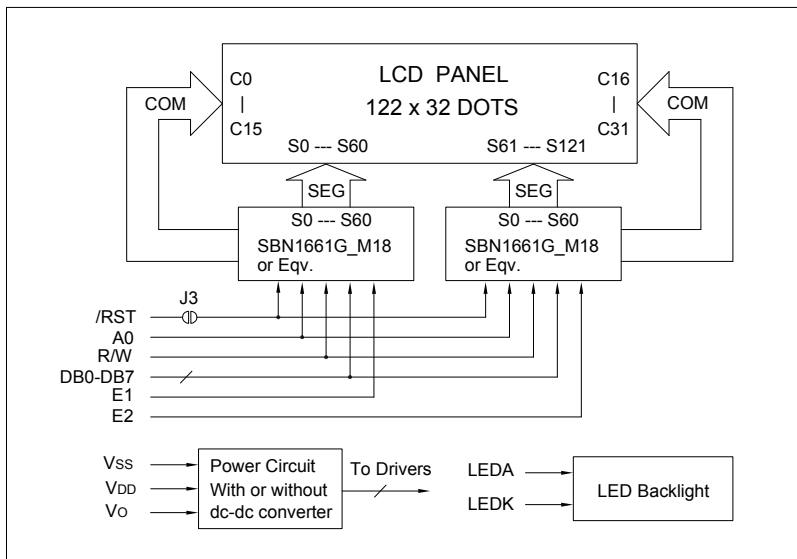 LCD PANEL
122 x 32 DOTS
C0
|
C15
C16
|
C31
COM
COM
S0 --- S60
S61 --- S121
SEG
SEG
S0 --- S60
SBN1661G_M18
or Eqv.
S0 --- S60
SBN1661G_M18
or Eqv.
J3
/RST
A0
R/W
DB0-DB7
E1
E2
VSS
VDD
VO
Power Circuit
With or without
dc-dc converter
To Drivers
LEDA
LEDK
LED Backlight